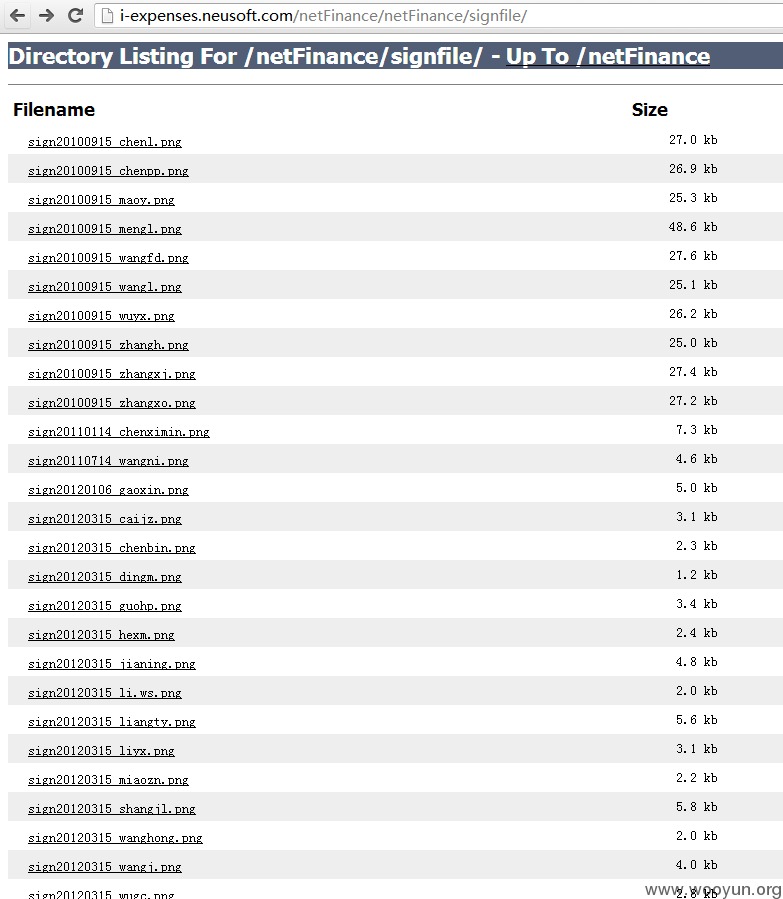 i-expenses.neusoft.com/netFinance/netFinance/signfile/
Directory Listing For /netFinance/signfile/ - Up To /netFinance
Filename Size
sign20100915_chenl.png 27.0 kb
sign20100915_chenpp.png 26.9 kb
sign20100915_maoy.png 25.3 kb
sign20100915_mengl.png 48.6 kb
sign20100915_wangfd.png 27.6 kb
sign20100915_wangl.png 25.1 kb
sign20100915_wuyx.png 26.2 kb
sign20100915_zhangh.png 25.0 kb
sign20100915_zhangxj.png 27.4 kb
sign20100915_zhangxo.png 27.2 kb
sign20110114_chenximin.png 7.3 kb
sign20110714_wangni.png 4.6 kb
sign20120106_gaoxin.png 5.0 kb
sign20120315_caijz.png 3.1 kb
sign20120315_chenbin.png 2.3 kb
sign20120315_dingm.png 1.2 kb
sign20120315_guohp.png 3.4 kb
sign20120315_hexm.png 2.4 kb
sign20120315_jianing.png 4.8 kb
sign20120315_li.ws.png 2.0 kb
sign20120315_liangty.png 5.6 kb
sign20120315_liyx.png 3.1 kb
sign20120315_miaozn.png 2.2 kb
sign20120315_shangjl.png 5.8 kb
sign20120315_wanghong.png 2.0 kb
sign20120315_wangj.png 4.0 kb
sign20120315_wugc.png 2.8 kb
www.wooyun.org